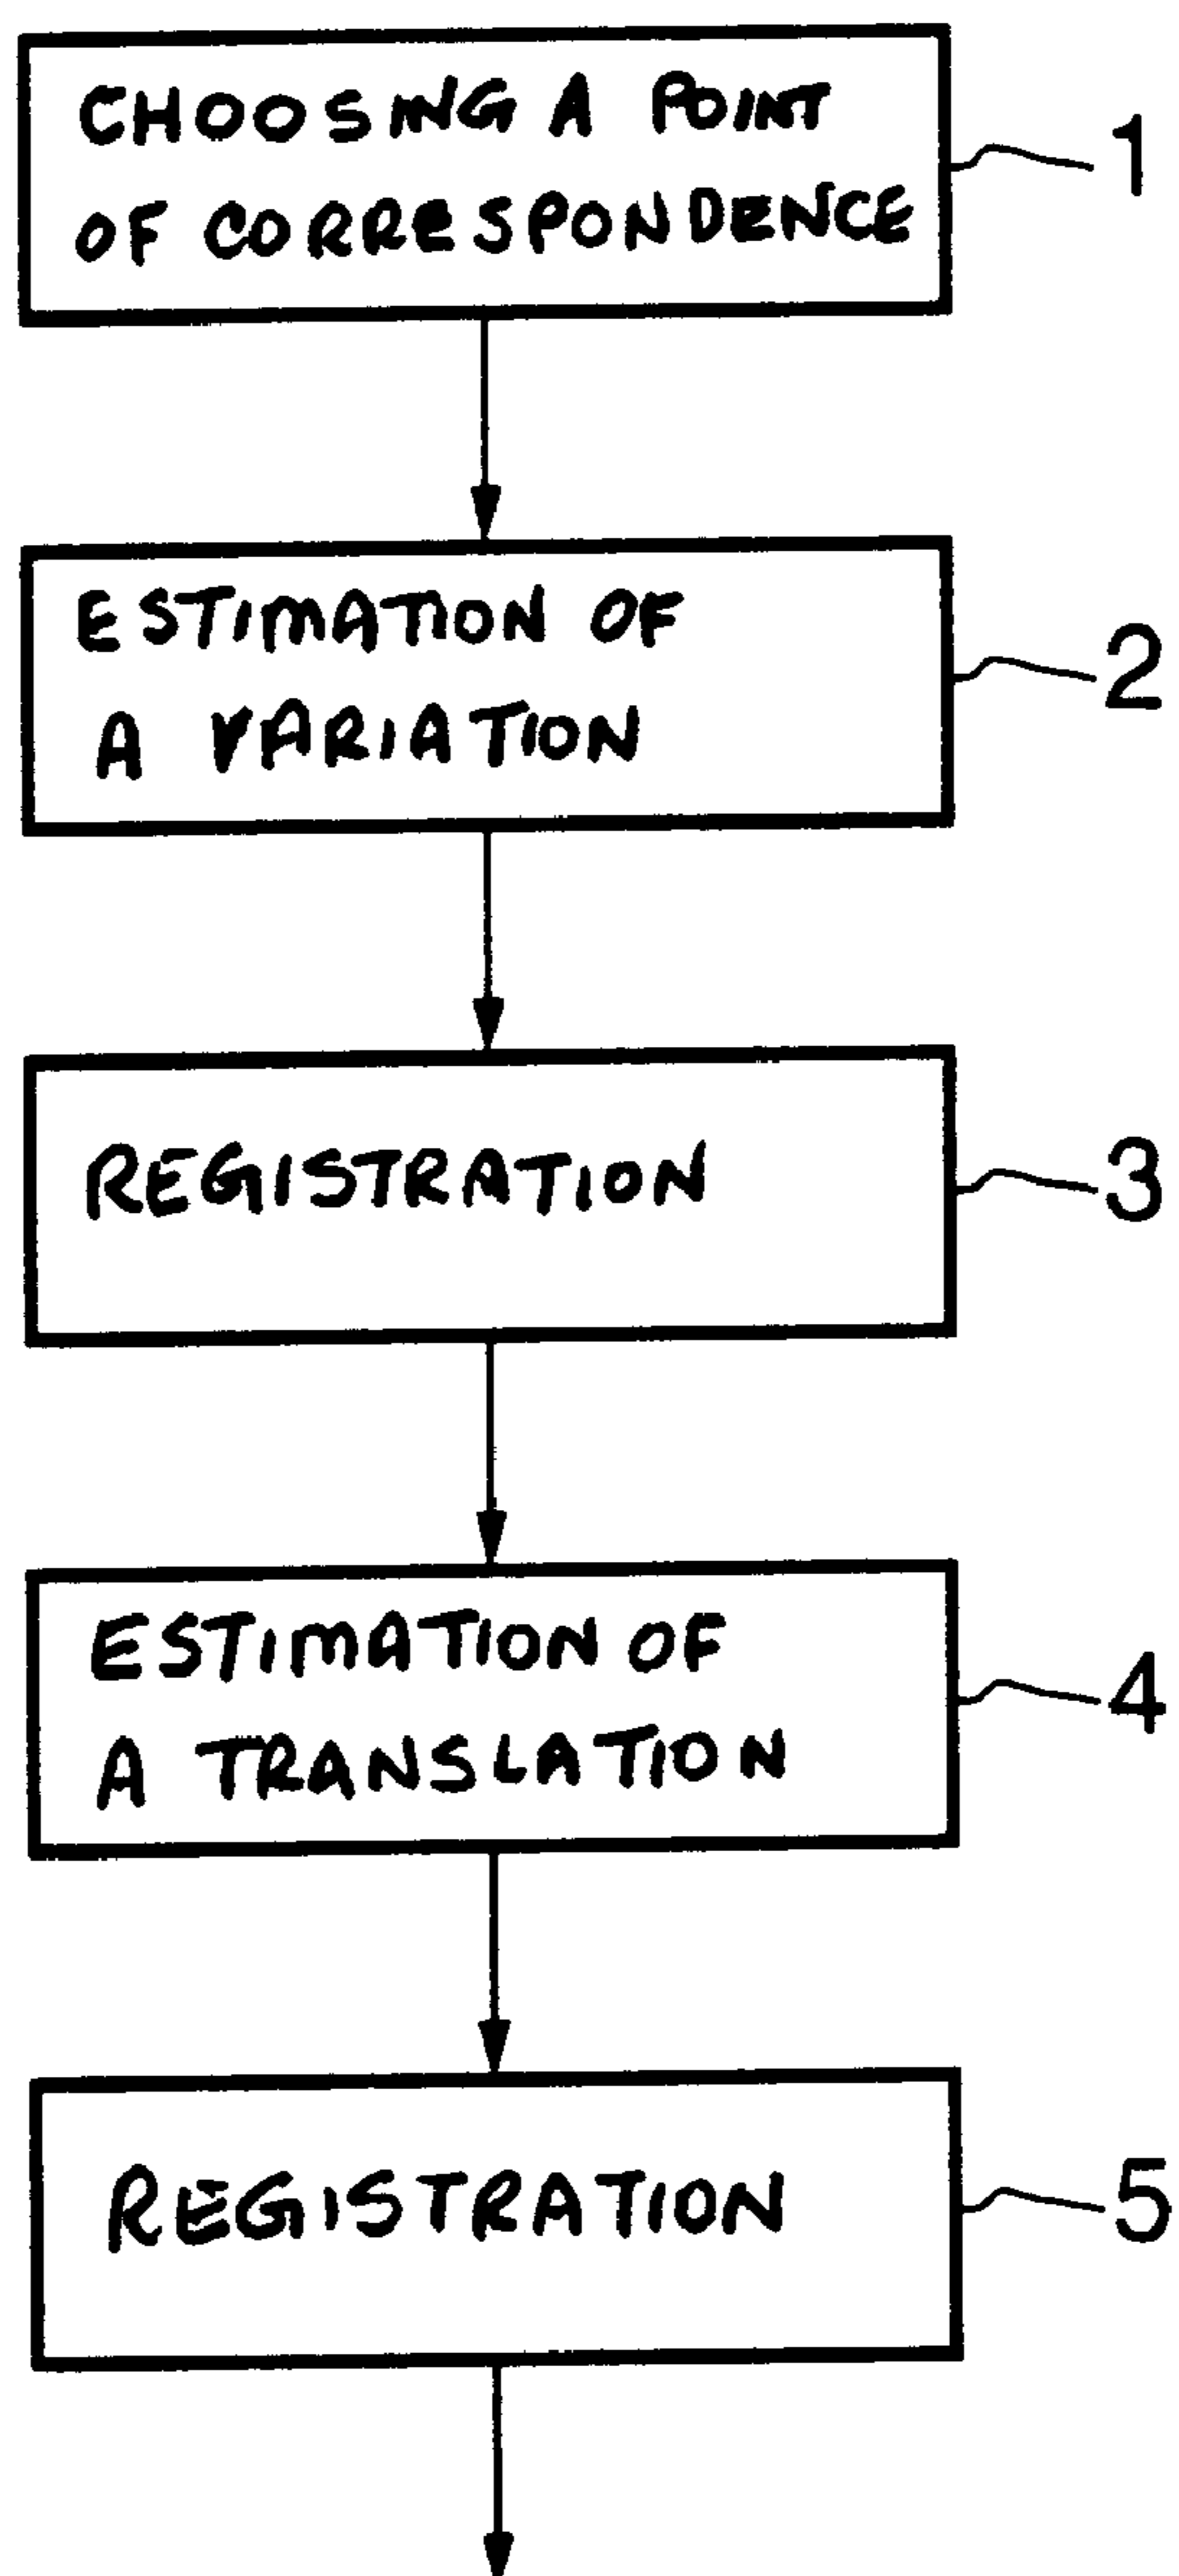 CHOOSING A POINT
OF CORRESPONDENCE
1
ESTIMATION OF
A VARIATION
2
REGISTRATION
3
ESTIMATION OF
A TRANSLATION
4
REGISTRATION
5